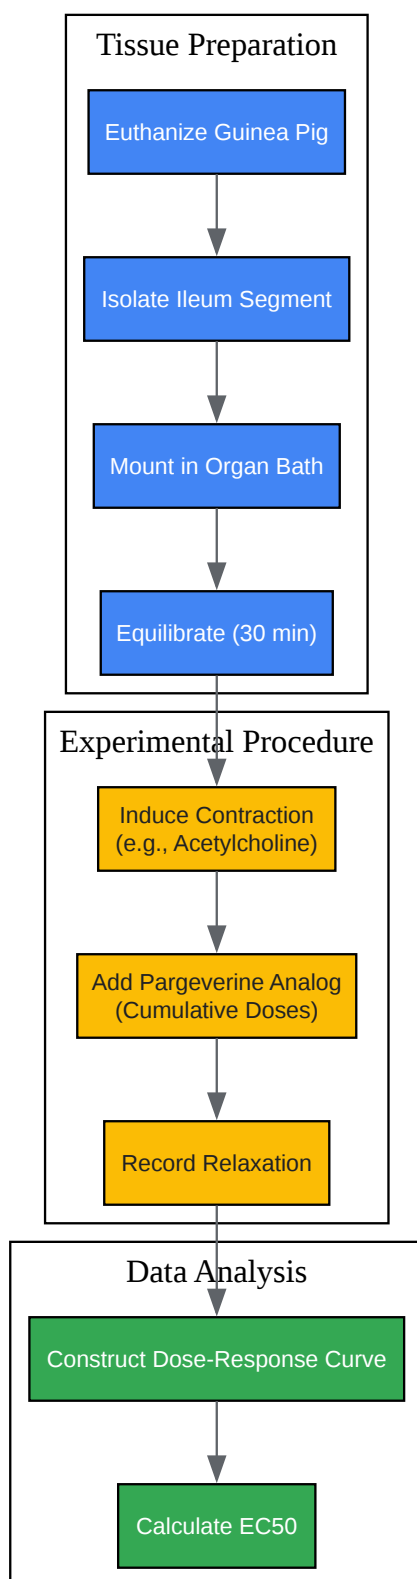 Tissue Preparation
Euthanize Guinea Pig
Isolate Ileum Segment
Mount in Organ Bath
Equilibrate (30 min)
Experimental Procedure
Induce Contraction
(e.g., Acetylcholine)
Add Pargeverine Analog
(Cumulative Doses)
Record Relaxation
Data Analysis
Construct Dose-Response Curve
Calculate EC50